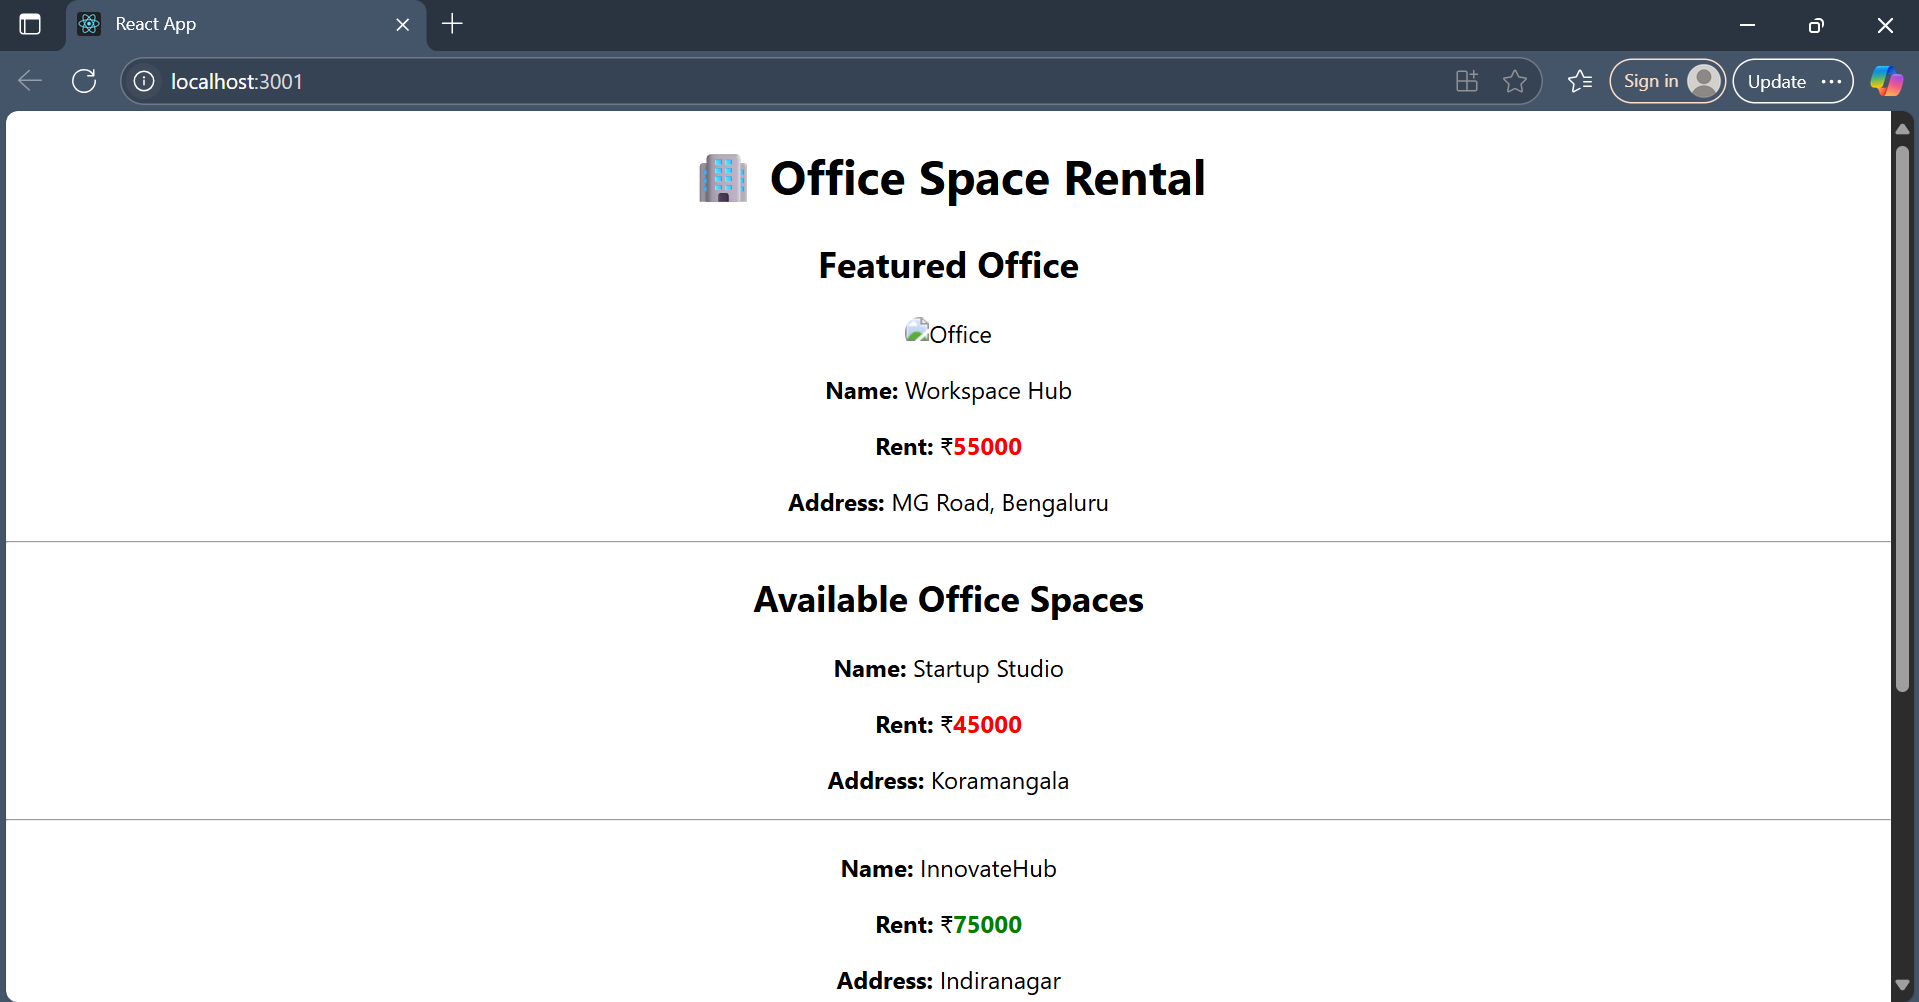 React App
localhost:3001
Sign in
Update
Office Space Rental
Featured Office
Office
Name: Workspace Hub
Rent: ₹55000
Address: MG Road, Bengaluru
Available Office Spaces
Name: Startup Studio
Rent: ₹45000
Address: Koramangala
Name: InnovateHub
Rent: ₹75000
Address: Indiranagar